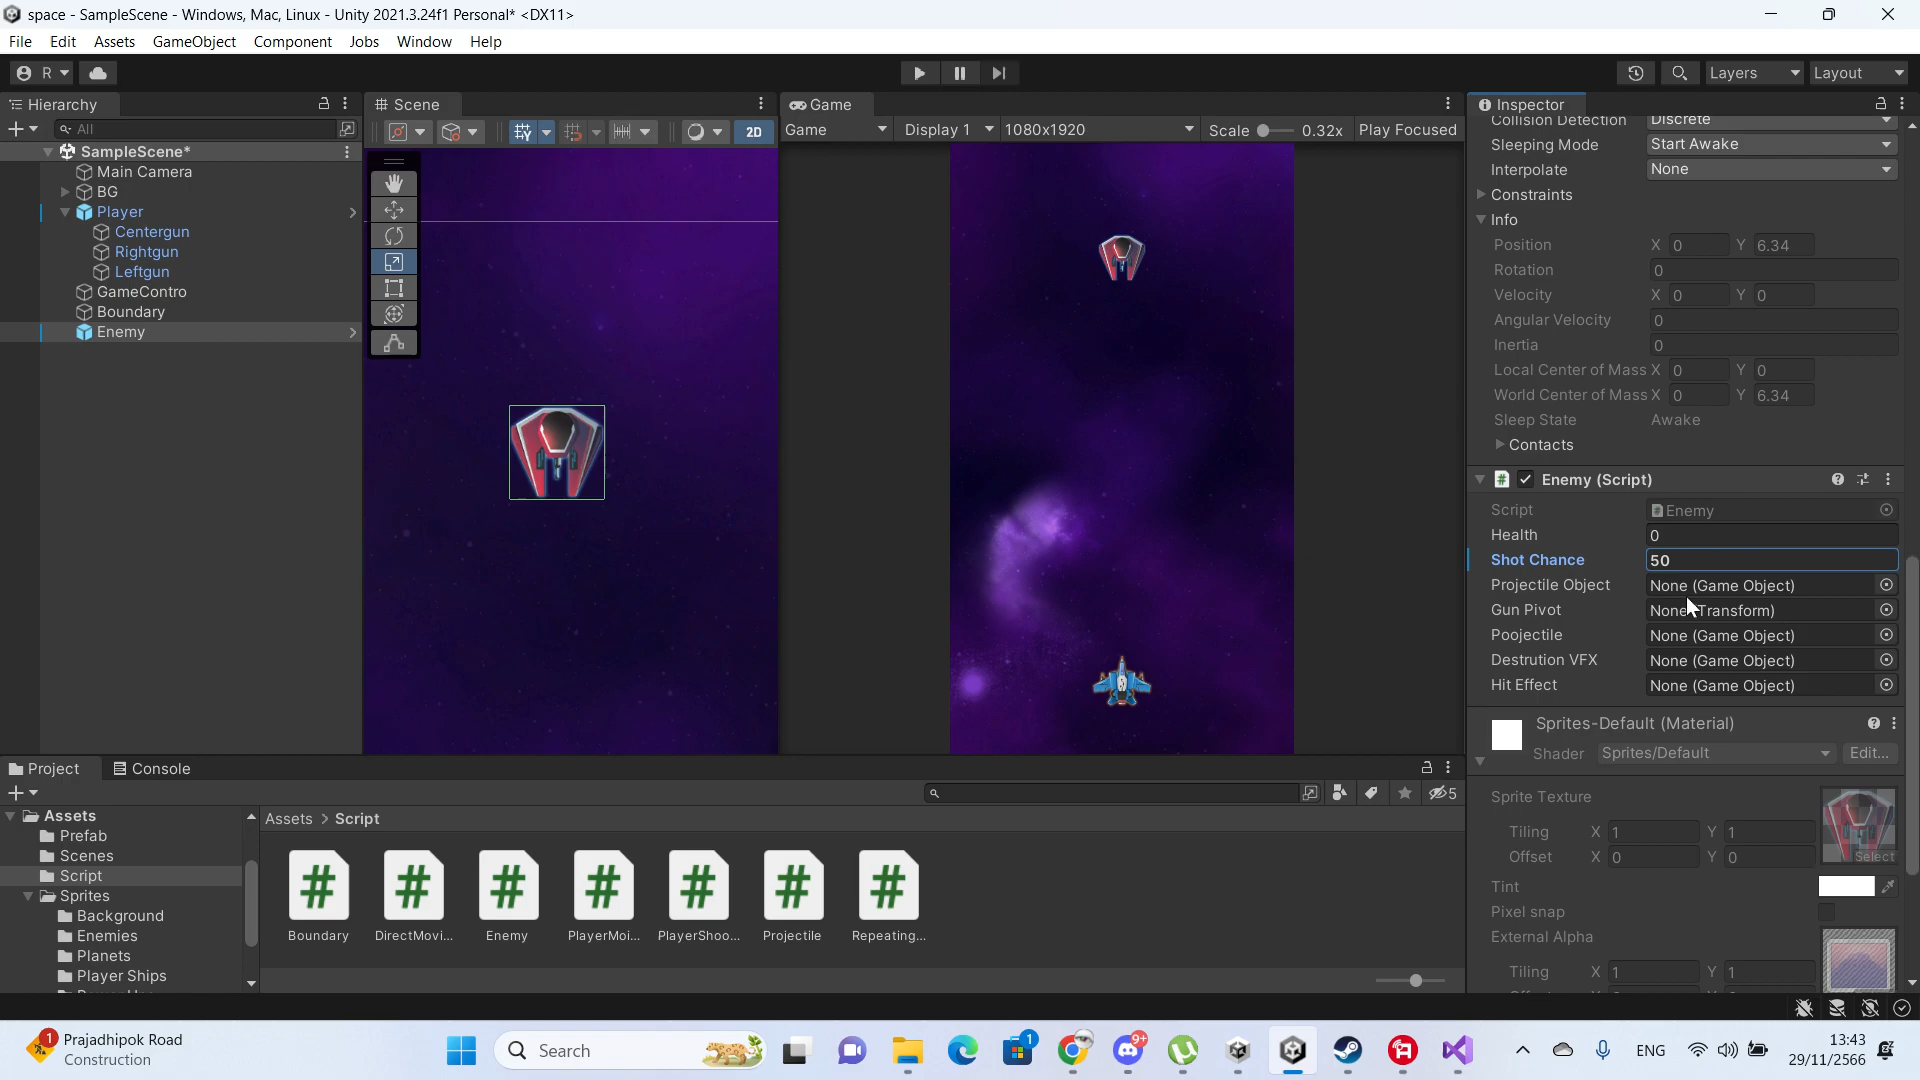 space - SampleScene - Windows, Mac, Linux - Unity 2021.3.24f1 Personal* <DX11>
File Edit Assets GameObject Component Jobs Window Help
R Layers Layout
Hierarchy
All
SampleScene*
Main Camera
BG
Player
Centergun
Rightgun
Leftgun
GameContro
Boundary
Enemy
Scene
2D
Game
Game Display 1 1080x1920 Scale 0.32x Play Focused
Inspector
Collision Detection Discrete
Sleeping Mode Start Awake
Interpolate None
Constraints
Info
Position X 0 Y 6.34
Rotation 0
Velocity X 0 Y 0
Angular Velocity 0
Inertia 0
Local Center of Mass X 0 Y 0
World Center of Mass X 0 Y 6.34
Sleep State Awake
Contacts
Enemy (Script)
Script Enemy
Health 0
Shot Chance 50
Projectile Object None (Game Object)
Gun Pivot None (Transform)
Poojectile None (Game Object)
Destrution VFX None (Game Object)
Hit Effect None (Game Object)
Sprites-Default (Material)
Shader Sprites/Default Edit...
Sprite Texture
Tiling X 1 Y 1
Offset X 0 Y 0
Select
Tint
Pixel snap
External Alpha
Tiling X 1 Y 1
Project Console
5
Assets
Prefab
Scenes
Script
Sprites
Background
Enemies
Planets
Player Ships
Assets > Script
Boundary DirectMovi... Enemy PlayerMoi... PlayerShoo... Projectile Repeating...
1 Prajadhipok Road
Construction
Search
1
9+
ENG
13:43
29/11/2566